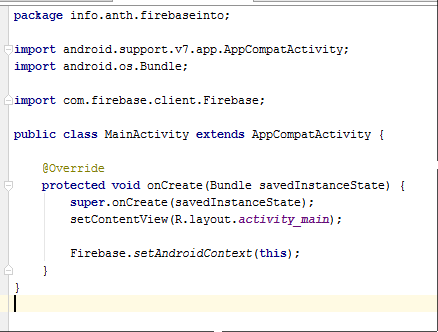 package info.anth.firebaseinto;
import android.support.v7.app.AppCompatActivity;
import android.os.Bundle;
import com.firebase.client.Firebase;
public class MainActivity extends AppCompatActivity {
@Override
protected void onCreate(Bundle savedInstanceState) {
super.onCreate(savedInstanceState);
setContentView(R.layout.activity_main);
Firebase.setAndroidContext(this);
}
}